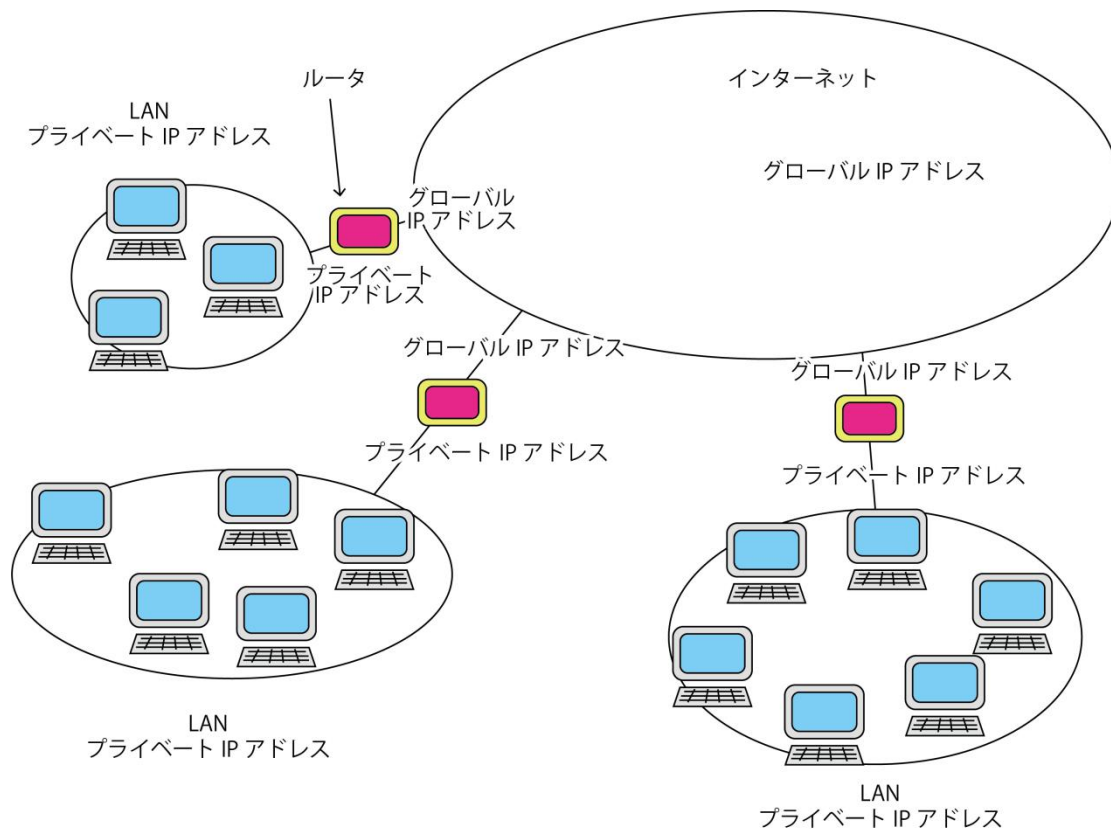 ルータ
インターネット
LAN
プライベート IP アドレス
グローバル IP アドレス
グローバル
IP アドレス
プライベート
IP アドレス
グローバル IP アドレス
グローバル IP アドレス
プライベート IP アドレス
プライベート IP アドレス
LAN
プライベート IP アドレス
LAN
プライベート IP アドレス